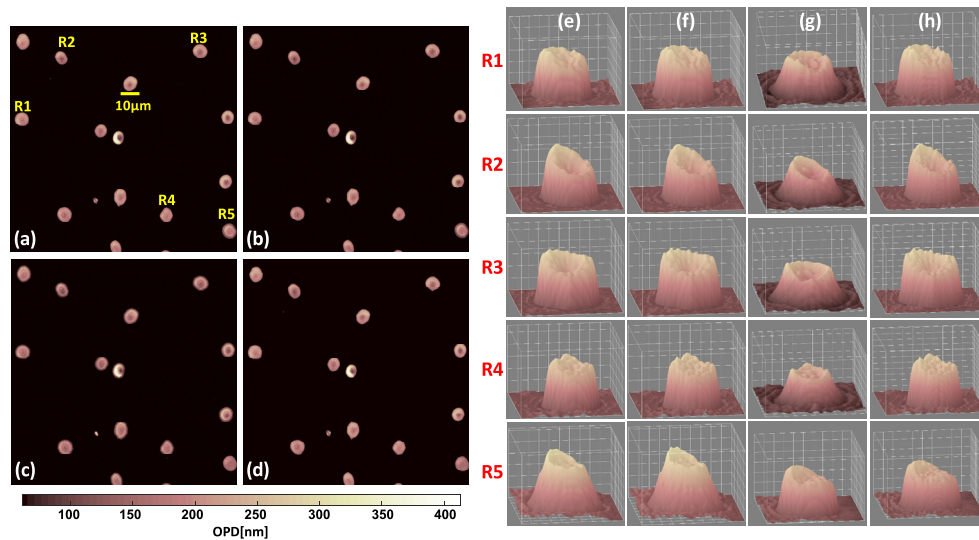 R2
R3
10μm
R1
R4
R5
(a)
(b)
(c)
(d)
100 150 200 250 300 350 400
OPD[nm]
(e) (f) (g) (h)
R1
R2
R3
R4
R5